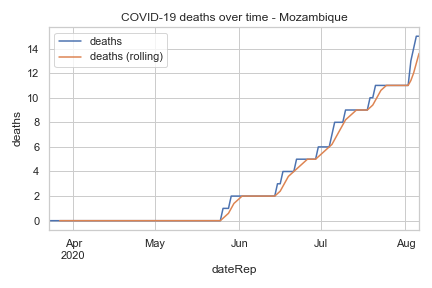 COVID-19 deaths over time - Mozambique
deaths
deaths (rolling)
deaths
14
12
10
8
6
4
2
0
Apr May Jun Jul Aug
2020
dateRep